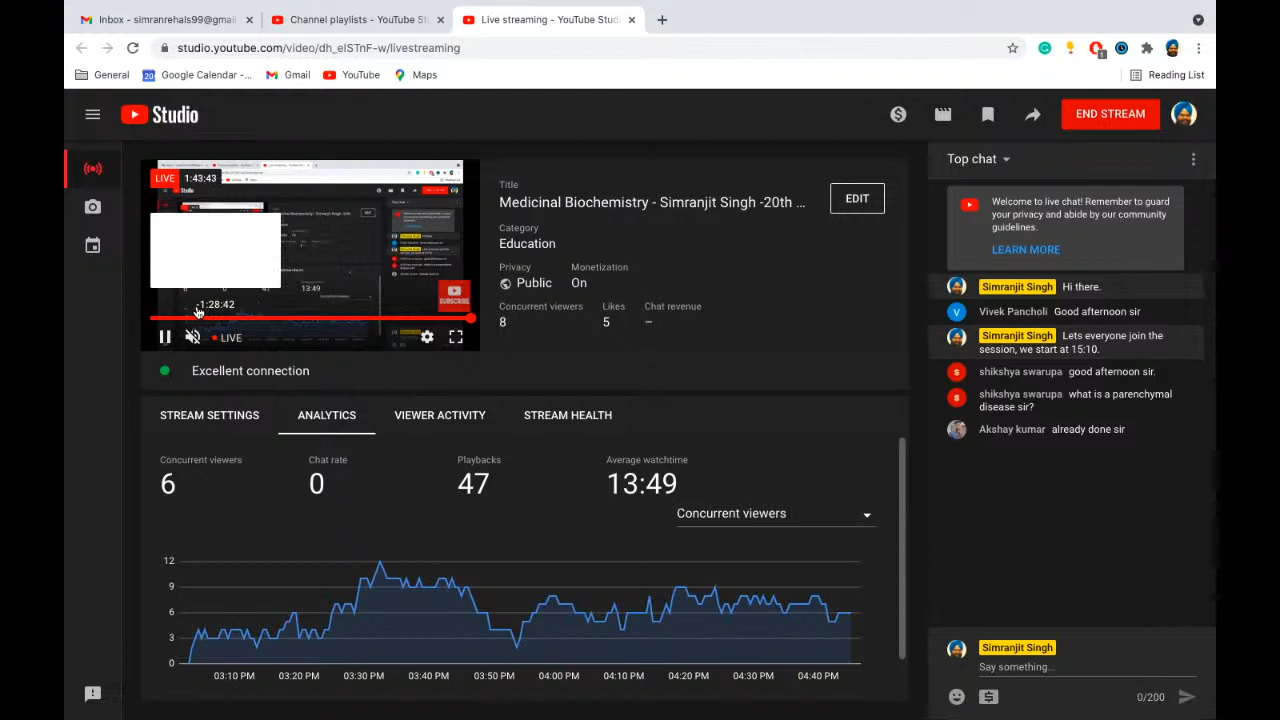 Inbox - simranrehals99@gmai
Channel playlists - YouTube St
Live streaming - YouTube Stud
studio.youtube.com/video/dh_elSTnF-w/livestreaming
General
Google Calendar -...
Gmail
YouTube
Maps
Reading List
Studio
END STREAM
LIVE 1:43:43
SUBSCRIBE
-1:28:42
LIVE
Title
Medicinal Biochemistry - Simranjit Singh -20th ...
EDIT
Category
Education
Privacy Monetization
Public On
Concurrent viewers Likes Chat revenue
8 5 –
Excellent connection
STREAM SETTINGS ANALYTICS VIEWER ACTIVITY STREAM HEALTH
Concurrent viewers Chat rate Playbacks Average watchtime
6 0 47 13:49
Concurrent viewers
12
9
6
3
0
03:10 PM 03:20 PM 03:30 PM 03:40 PM 03:50 PM 04:00 PM 04:10 PM 04:20 PM 04:30 PM 04:40 PM
Top chat
Welcome to live chat! Remember to guard
your privacy and abide by our community
guidelines.
LEARN MORE
Simranjit Singh Hi there.
V Vivek Pancholi Good afternoon sir
Simranjit Singh Lets everyone join the
session, we start at 15:10.
s shikshya swarupa good afternoon sir.
s shikshya swarupa what is a parenchymal
disease sir?
Akshay kumar already done sir
Simranjit Singh
Say something...
0/200